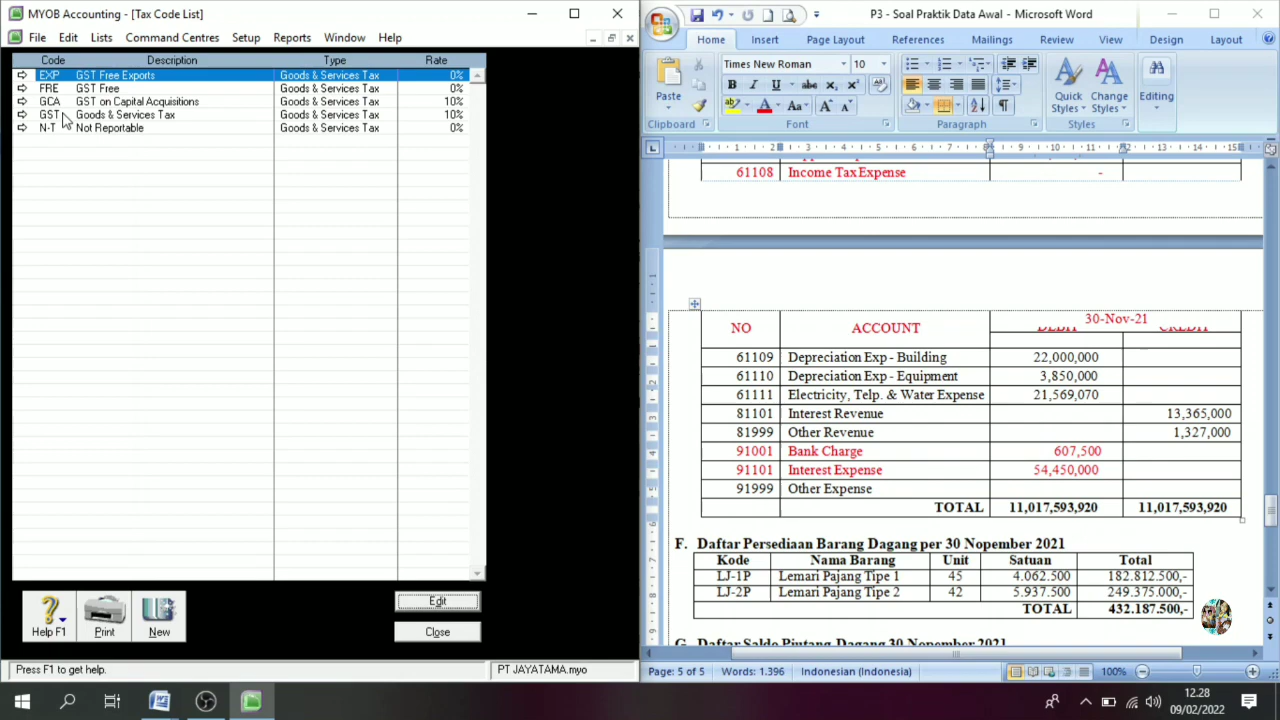 MYOB Accounting - [Tax Code List]
File Edit Lists Command Centres Setup Reports Window Help
Code Description Type Rate
EXP GST Free Exports Goods & Services Tax 0%
FRE GST Free Goods & Services Tax 0%
GCA GST on Capital Acquisitions Goods & Services Tax 10%
GST Goods & Services Tax Goods & Services Tax 10%
N-T Not Reportable Goods & Services Tax 0%
Help F1 Print New Edit
Close
Press F1 to get help. PT JAYATAMA.myo
P3 - Soal Praktik Data Awal - Microsoft Word
Home Insert Page Layout References Mailings Review View Design Layout
Times New Roman 10
Paste
Quick Styles
Change Styles
Editing
Clipboard Font Paragraph Styles
61108 Income Tax Expense -
NO ACCOUNT 30-Nov-21
DEBIT CREDIT
61109 Depreciation Exp - Building 22,000,000
61110 Depreciation Exp - Equipment 3,850,000
61111 Electricity, Telp. & Water Expense 21,569,070
81101 Interest Revenue 13,365,000
81999 Other Revenue 1,327,000
91001 Bank Charge 607,500
91101 Interest Expense 54,450,000
91999 Other Expense
TOTAL 11,017,593,920 11,017,593,920
F. Daftar Persediaan Barang Dagang per 30 Nopember 2021
Kode Nama Barang Unit Satuan Total
LJ-1P Lemari Pajang Tipe 1 45 4.062.500 182.812.500,-
LJ-2P Lemari Pajang Tipe 2 42 5.937.500 249.375.000,-
TOTAL 432.187.500,-
G. Daftar Saldo Piutang Dagang 30 Nopember 2021
Page: 5 of 5 Words: 1.396 Indonesian (Indonesia) 100%
12.28
09/02/2022